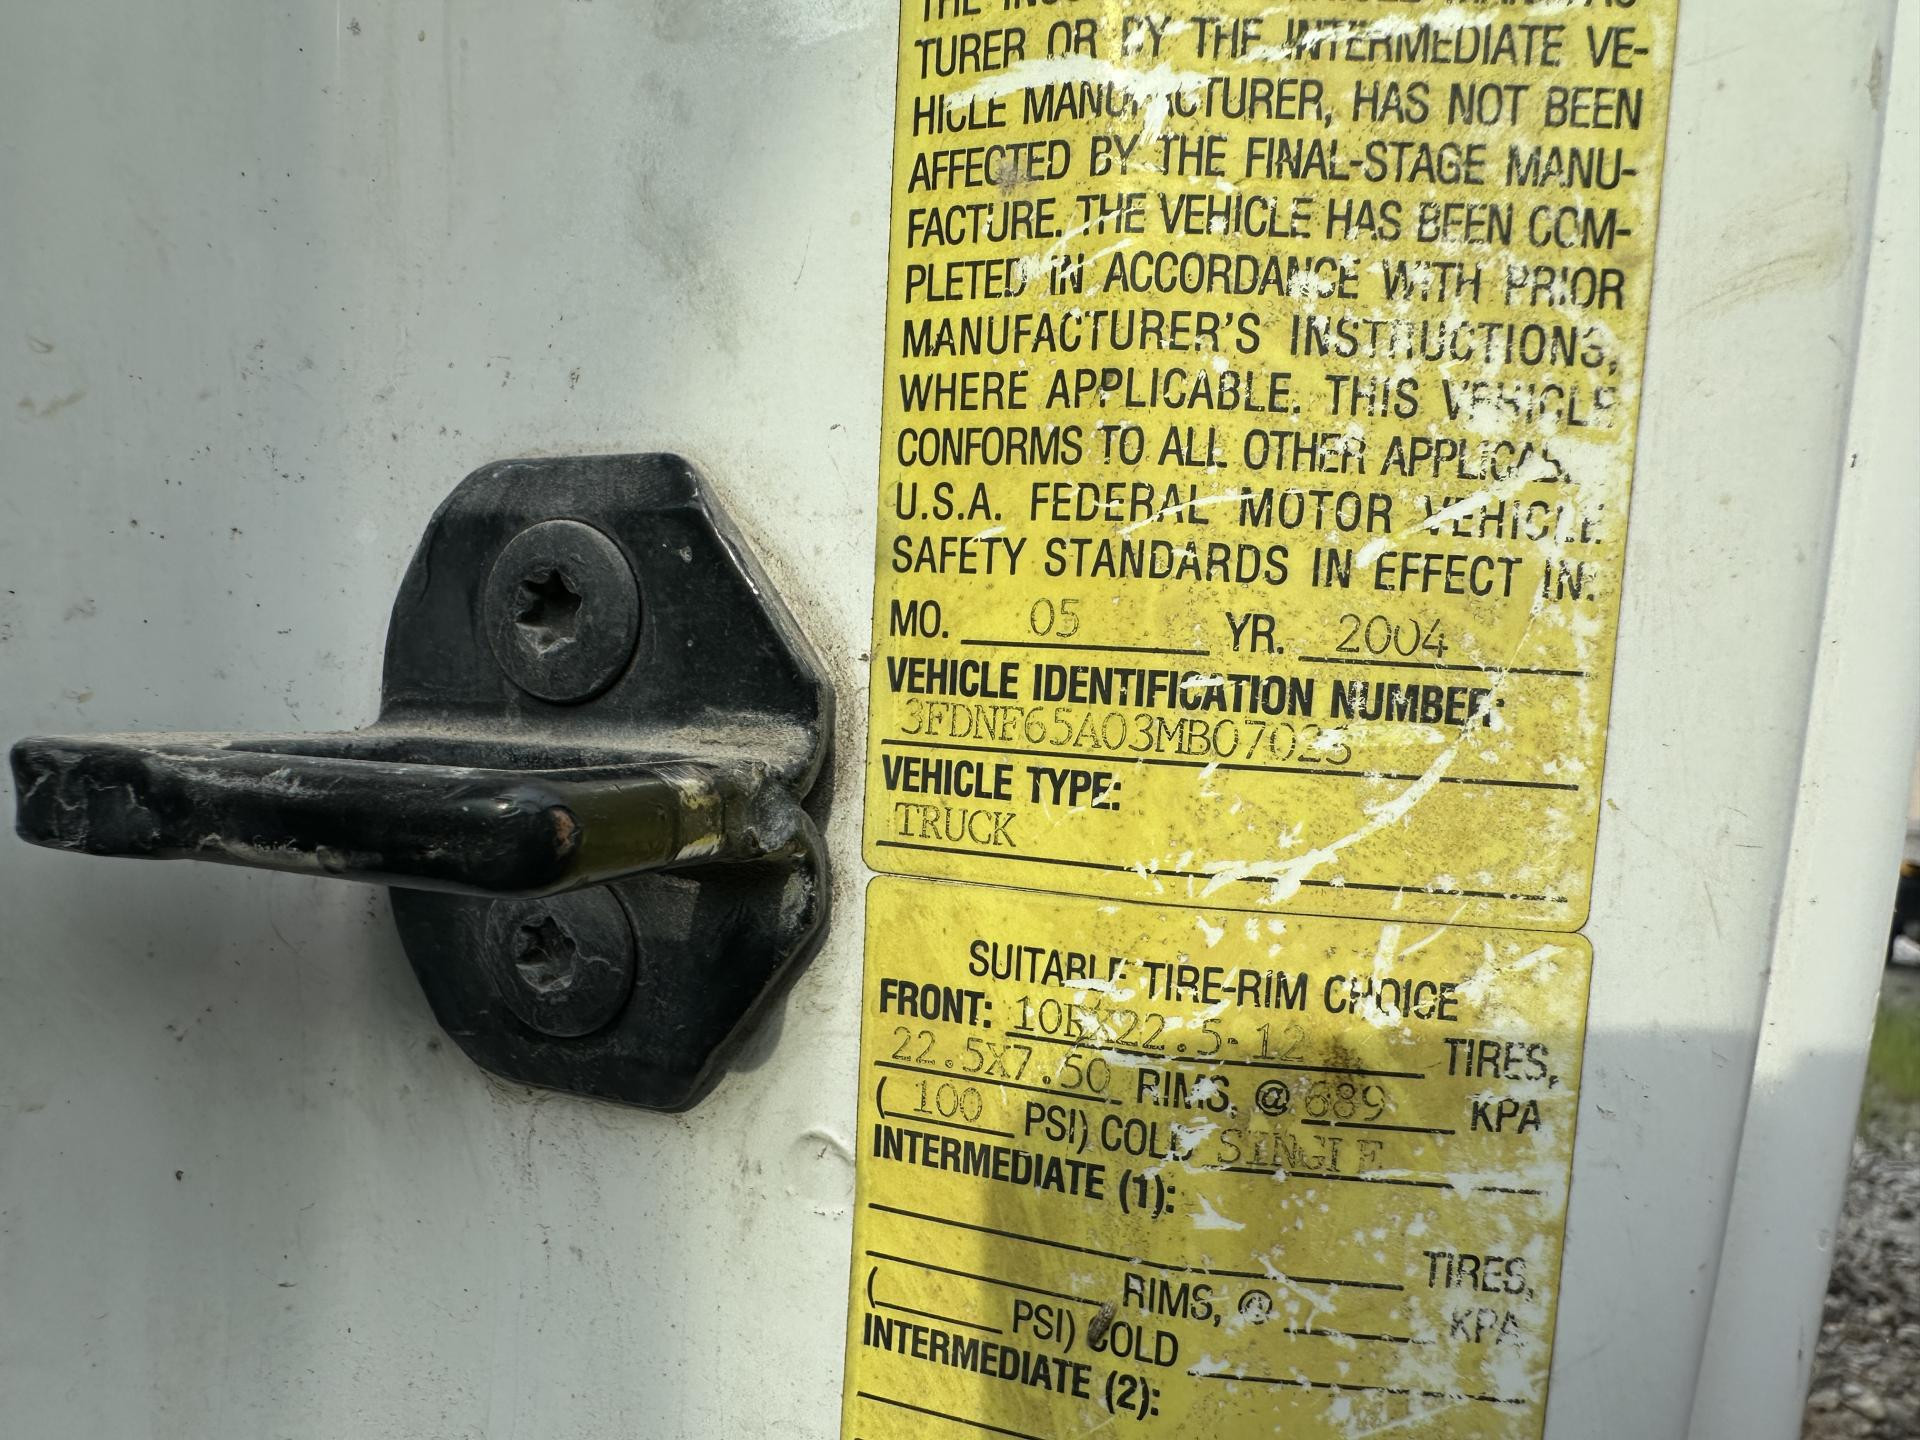 TURER OR BY THE INTERMEDIATE VE-
HICLE MANUFACTURER, HAS NOT BEEN
AFFECTED BY THE FINAL-STAGE MANU-
FACTURE. THE VEHICLE HAS BEEN COM-
PLETED IN ACCORDANCE WITH PRIOR
MANUFACTURER'S INSTRUCTIONS,
WHERE APPLICABLE. THIS VEHICLE
CONFORMS TO ALL OTHER
U.S.A. FEDERAL MOTOR VEHICLE
SAFETY STANDARDS IN EFFECT IN:
MO. 05 YR. 2004
VEHICLE IDENTIFICATION NUMBER:
VEHICLE TYPE:
TRUCK
SUITABLE TIRE-RIM CHOICE
FRONT: TIRES,
22.5X7.50 RIMS, @ 689 KPA
(100 PSI) COLD SINGLE
INTERMEDIATE (1):
TIRES,
RIMS, @ KPA
( PSI) COLD
INTERMEDIATE (2):